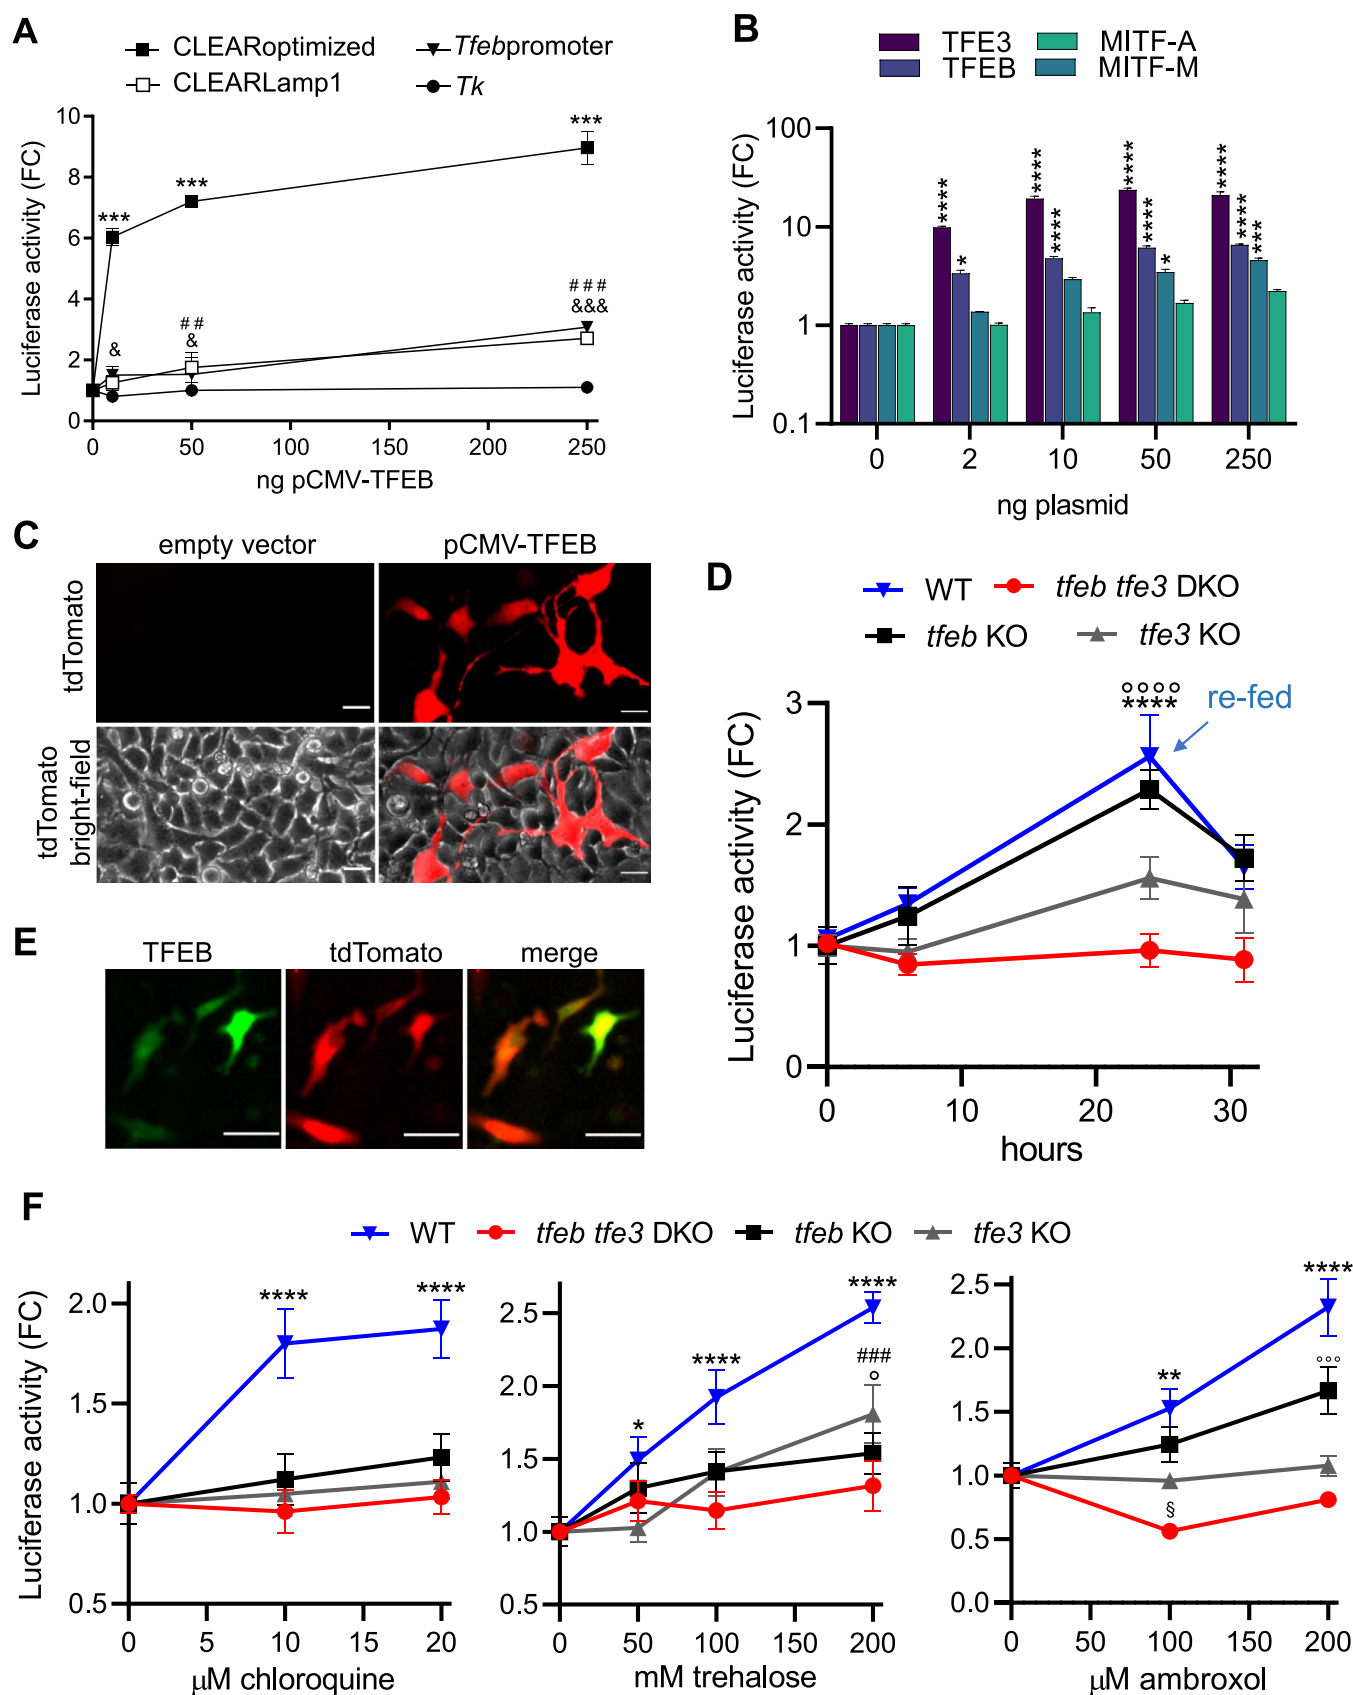 A
CLEARoptimized
Tfebpromoter
CLEARLamp1
Tk
Luciferase activity (FC)
10
8
6
4
2
0
***
***
***
&
##
&
###
&&&
0 50 100 150 200 250
ng pCMV-TFEB
B
TFE3 MITF-A
TFEB MITF-M
Luciferase activity (FC)
100
10
1
0.1
**** *
**** ****
**** **** *
**** **** ***
0 2 10 50 250
ng plasmid
C
empty vector pCMV-TFEB
tdTomato
tdTomato
bright-field
D
WT tfeb tfe3 DKO
tfeb KO tfe3 KO
Luciferase activity (FC)
3
2
1
0
°°°°
****
re-fed
0 10 20 30
hours
E
TFEB tdTomato merge
F
WT tfeb tfe3 DKO tfeb KO tfe3 KO
Luciferase activity (FC)
2.0
1.5
1.0
0.5
**** ****
0 5 10 15 20
µM chloroquine
2.5
2.0
1.5
1.0
0.5
*
****
****
###
°
0 50 100 150 200
mM trehalose
2.5
2.0
1.5
1.0
0.5
0.0
**
****
°°°
§
0 100 200
µM ambroxol